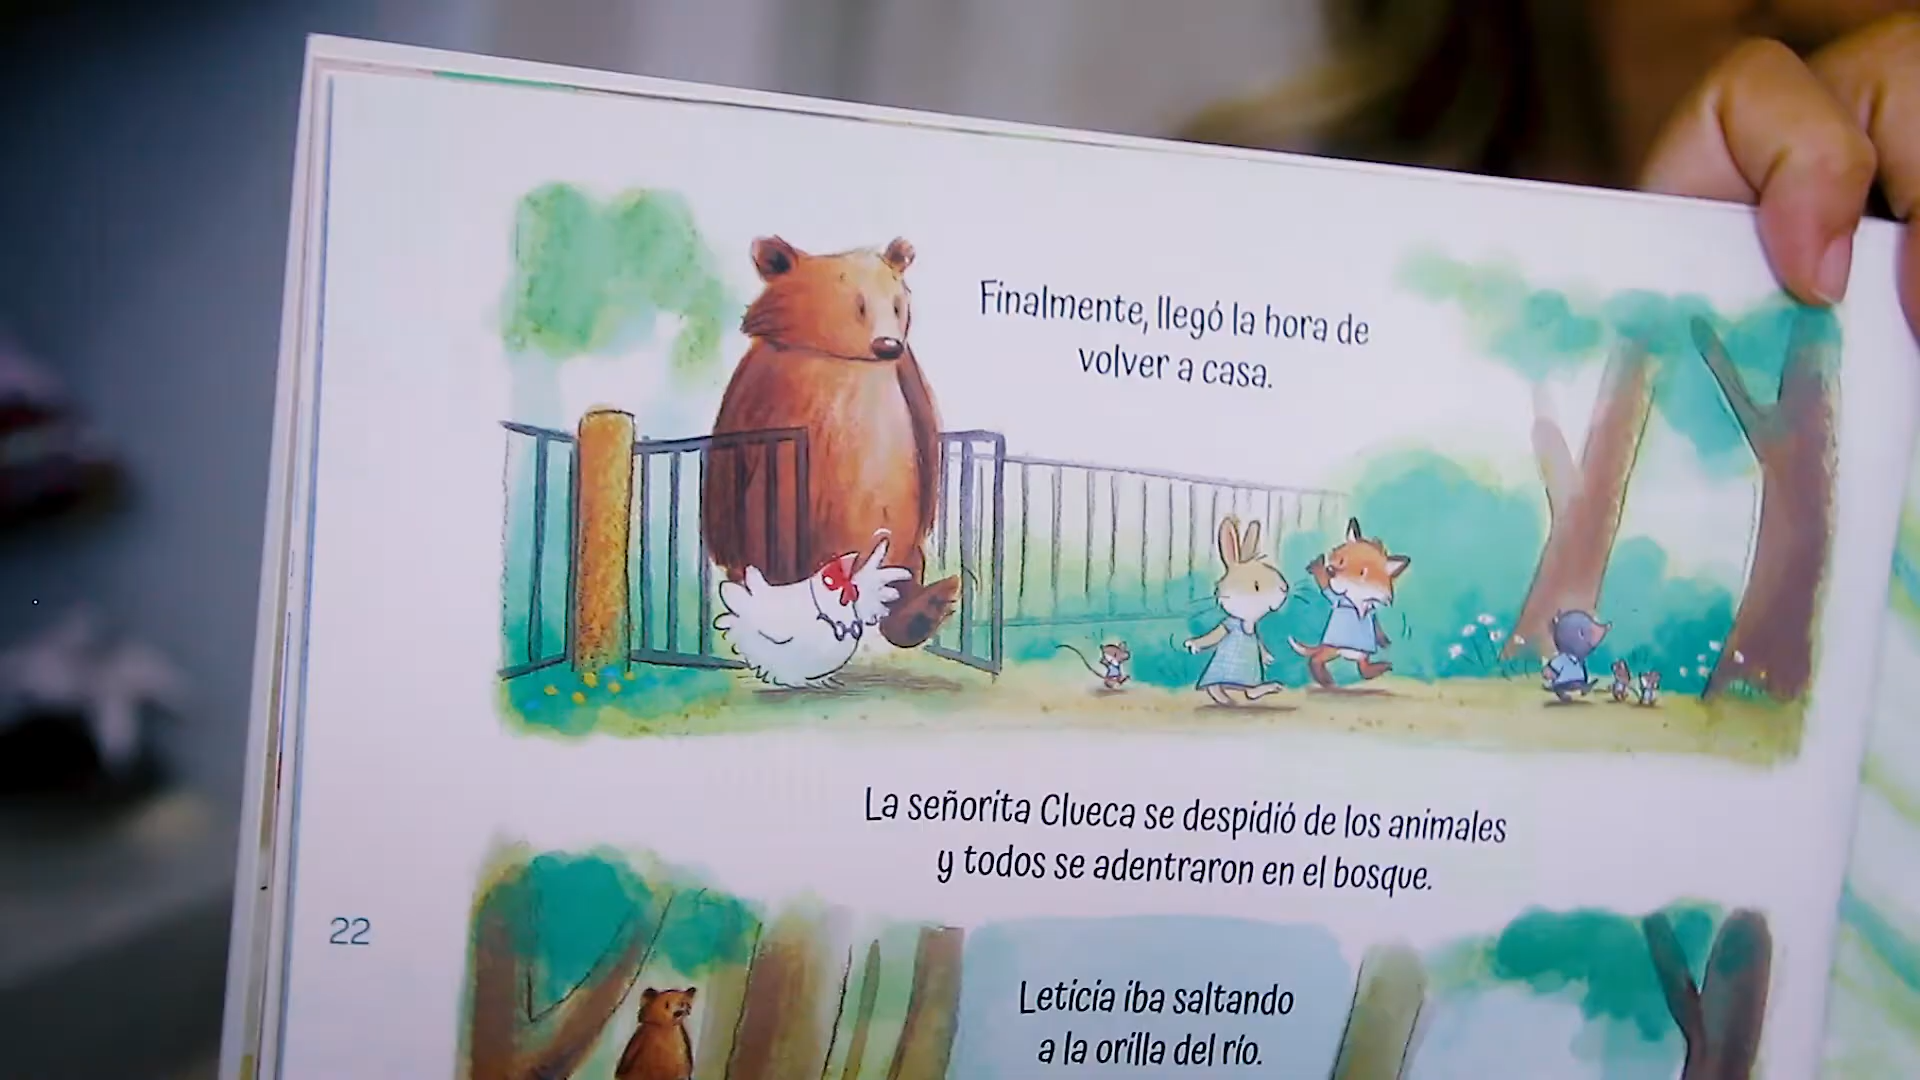 Finalmente, llegó la hora de
volver a casa.
La señorita Clueca se despidió de los animales
y todos se adentraron en el bosque.
22
Leticia iba saltando
a la orilla del río.